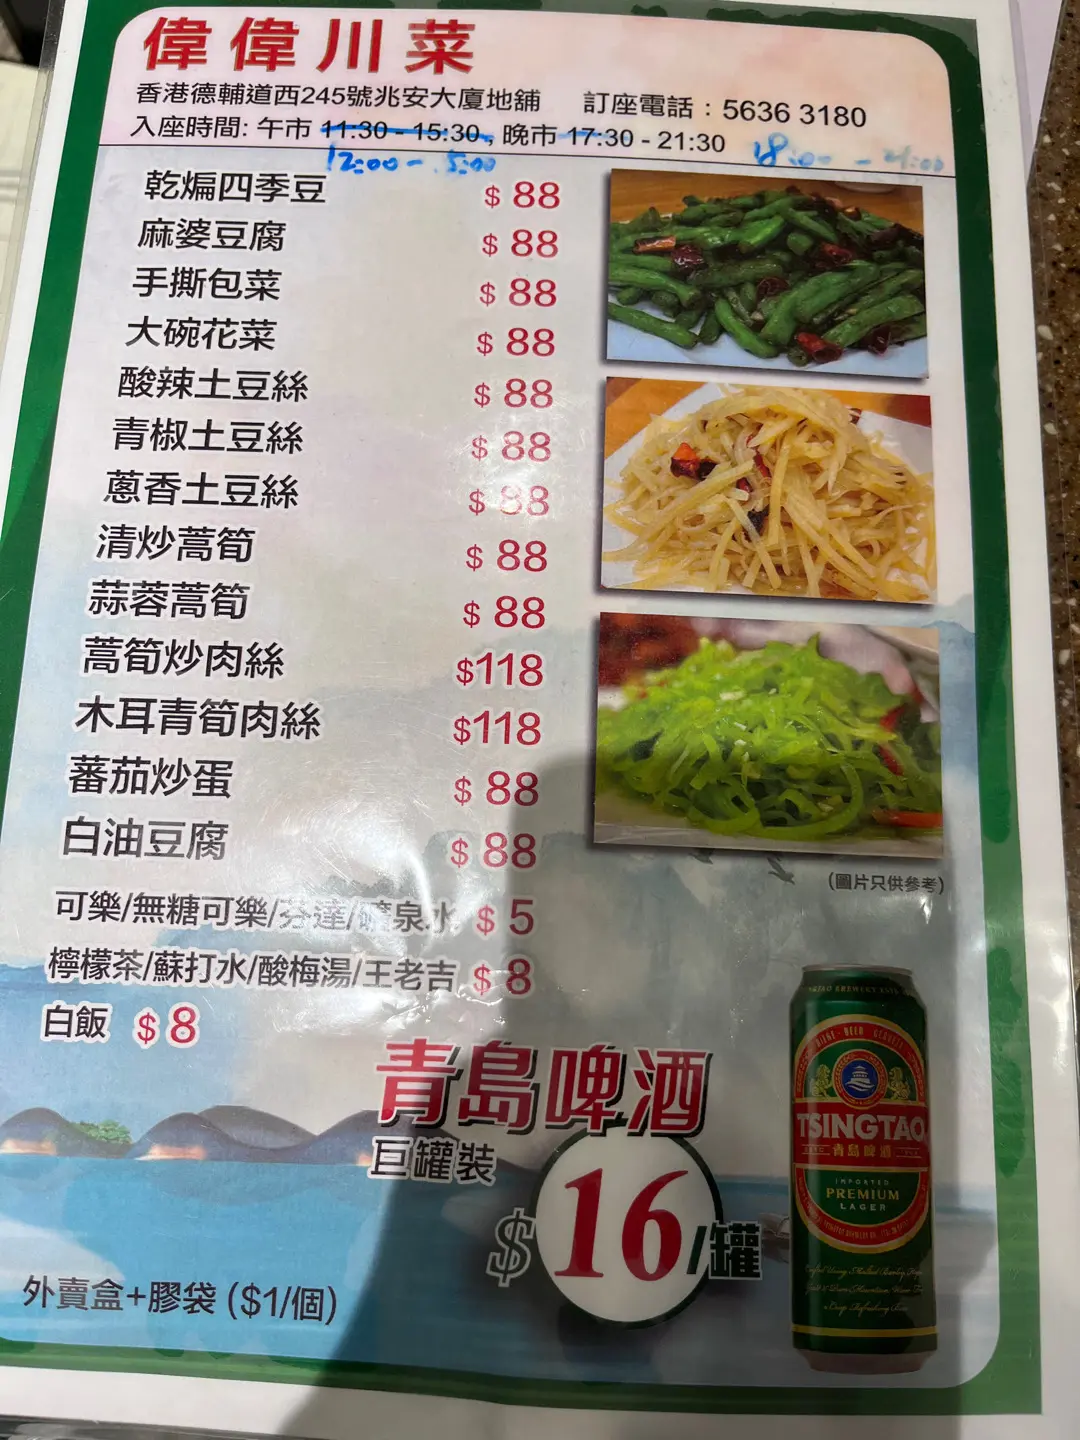 偉偉川菜
香港德輔道西245號兆安大廈地舖 訂座電話：5636 3180
入座時間: 午市 11:30 - 15:30, 晚市 17:30 - 21:30
12:00 - 15:00 18:00 - 21:00
乾煸四季豆 $ 88
麻婆豆腐 $ 88
手撕包菜 $ 88
大碗花菜 $ 88
酸辣土豆絲 $ 88
青椒土豆絲 $ 88
蔥香土豆絲 $ 88
清炒萵筍 $ 88
蒜蓉萵筍 $ 88
萵筍炒肉絲 $118
木耳青筍肉絲 $118
蕃茄炒蛋 $ 88
白油豆腐 $ 88
(圖片只供參考)
可樂/無糖可樂/芬達/礦泉水 $ 5
檸檬茶/蘇打水/酸梅湯/王老吉 $ 8
白飯 $ 8
青島啤酒
巨罐裝
$16/罐
外賣盒+膠袋 ($1/個)
BIERE · BEER · CERVEZA
TSINGTAO
青島啤酒
IMPORTED
PREMIUM
LAGER